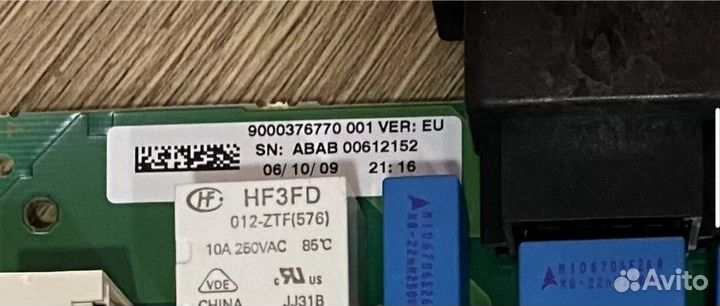 9000376770 001 VER: EU
SN: ABAB 00612152
06/10/09 21:16
HF HF3FD
012-ZTF(576)
10A 250VAC 85℃
VDE
c RU US
CHINA JJ31B
Avito